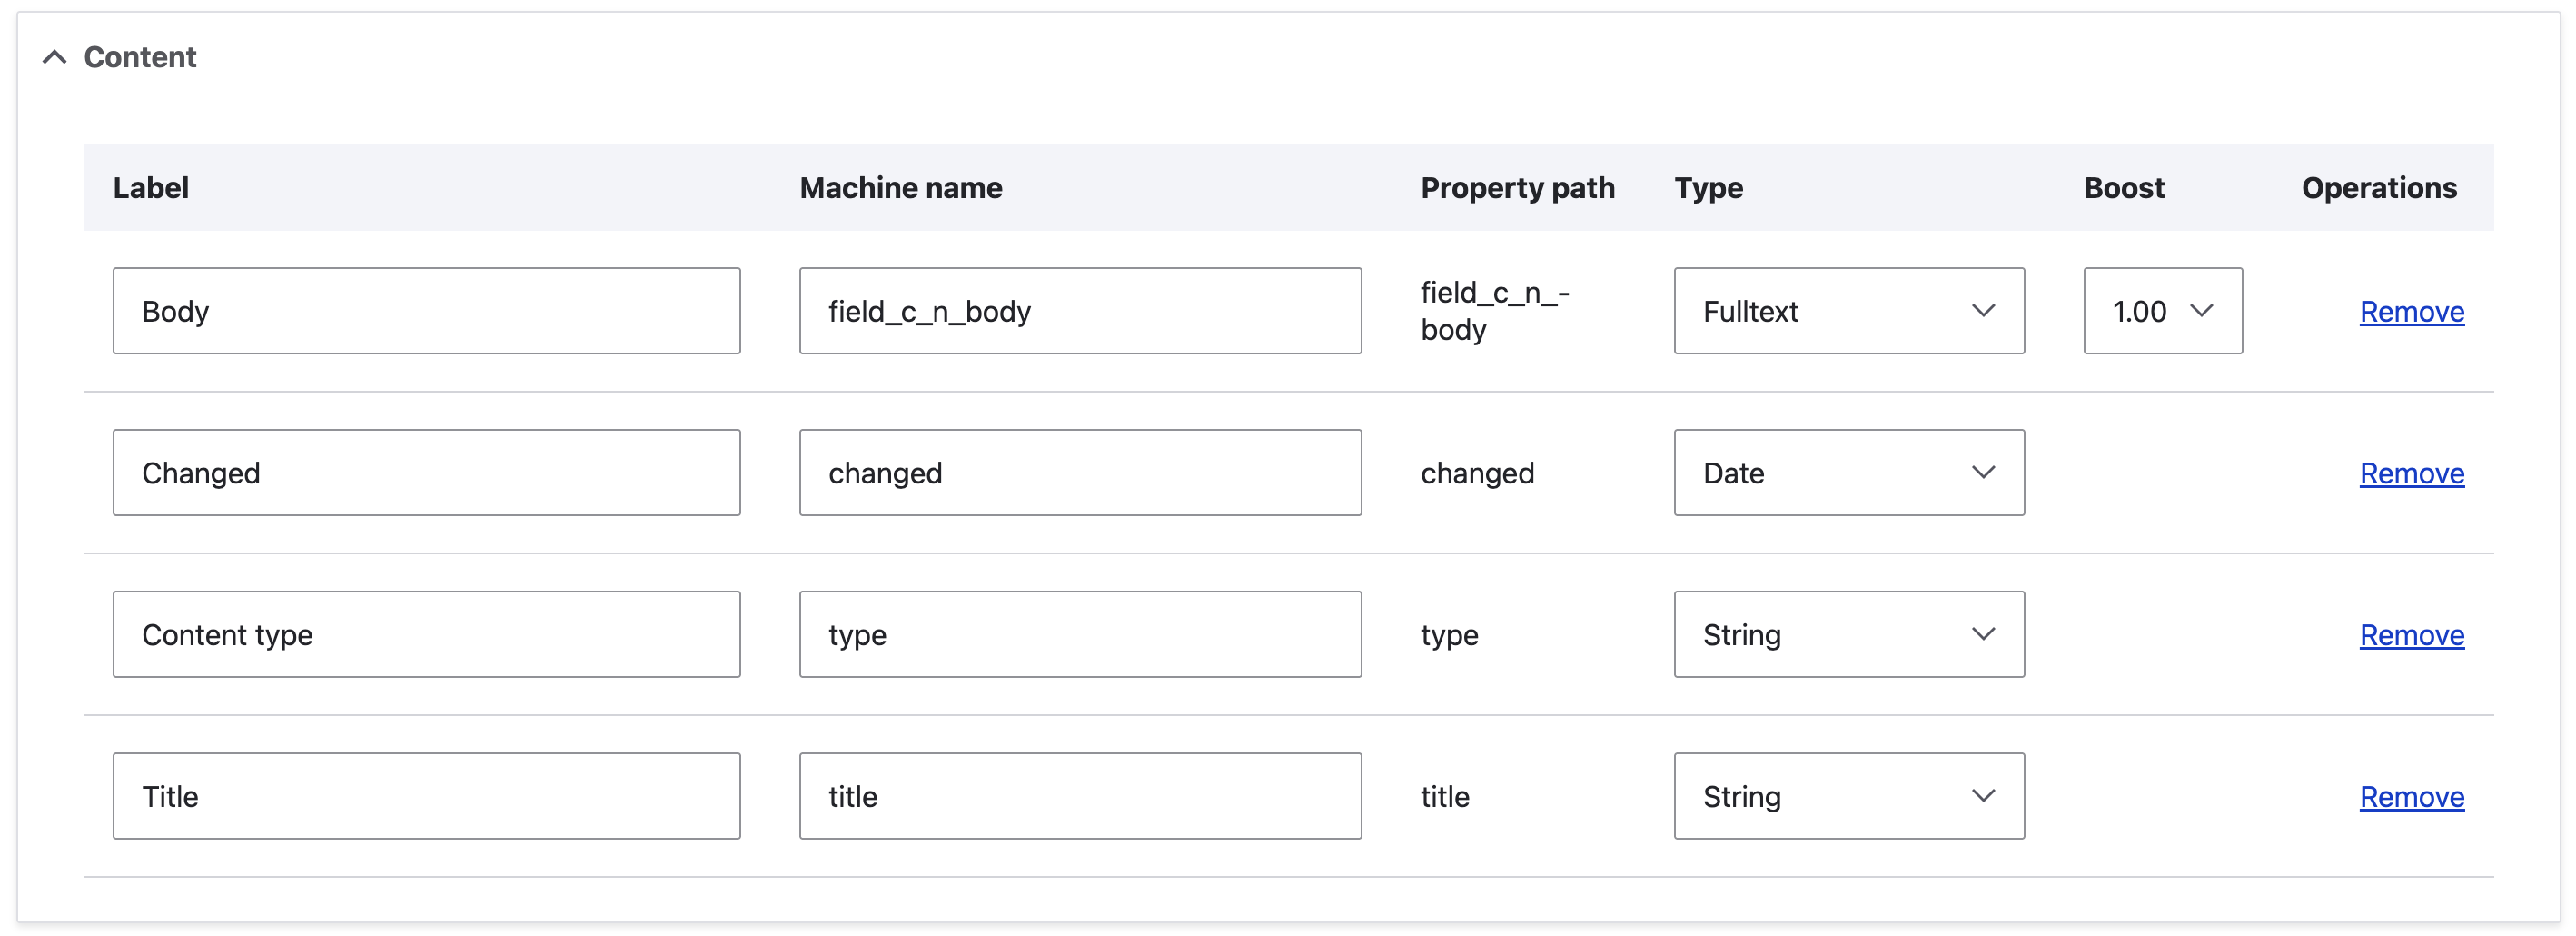 Content
Label Machine name Property path Type Boost Operations
Body field_c_n_body field_c_n_-
body Fulltext 1.00 Remove
Changed changed changed Date Remove
Content type type type String Remove
Title title title String Remove